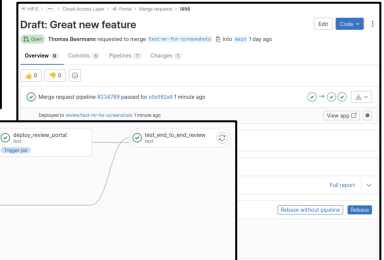 HIFIS > ··· > Cloud Access Layer > Portal > Merge requests > !898
Draft: Great new feature
Edit
Code
Open Thomas Beermann requested to merge test-mr-for-screenshots into main 1 day ago
Overview 0 Commits 6 Pipelines 7 Changes 1
0 0
Merge request pipeline #234789 passed for 1 minute ago
Deployed to review/test-mr-for-screenshots 1 minute ago
View app
deploy_review_portal
test
Trigger job
test_end_to_end_review
test
Full report
Rebase without pipeline
Rebase